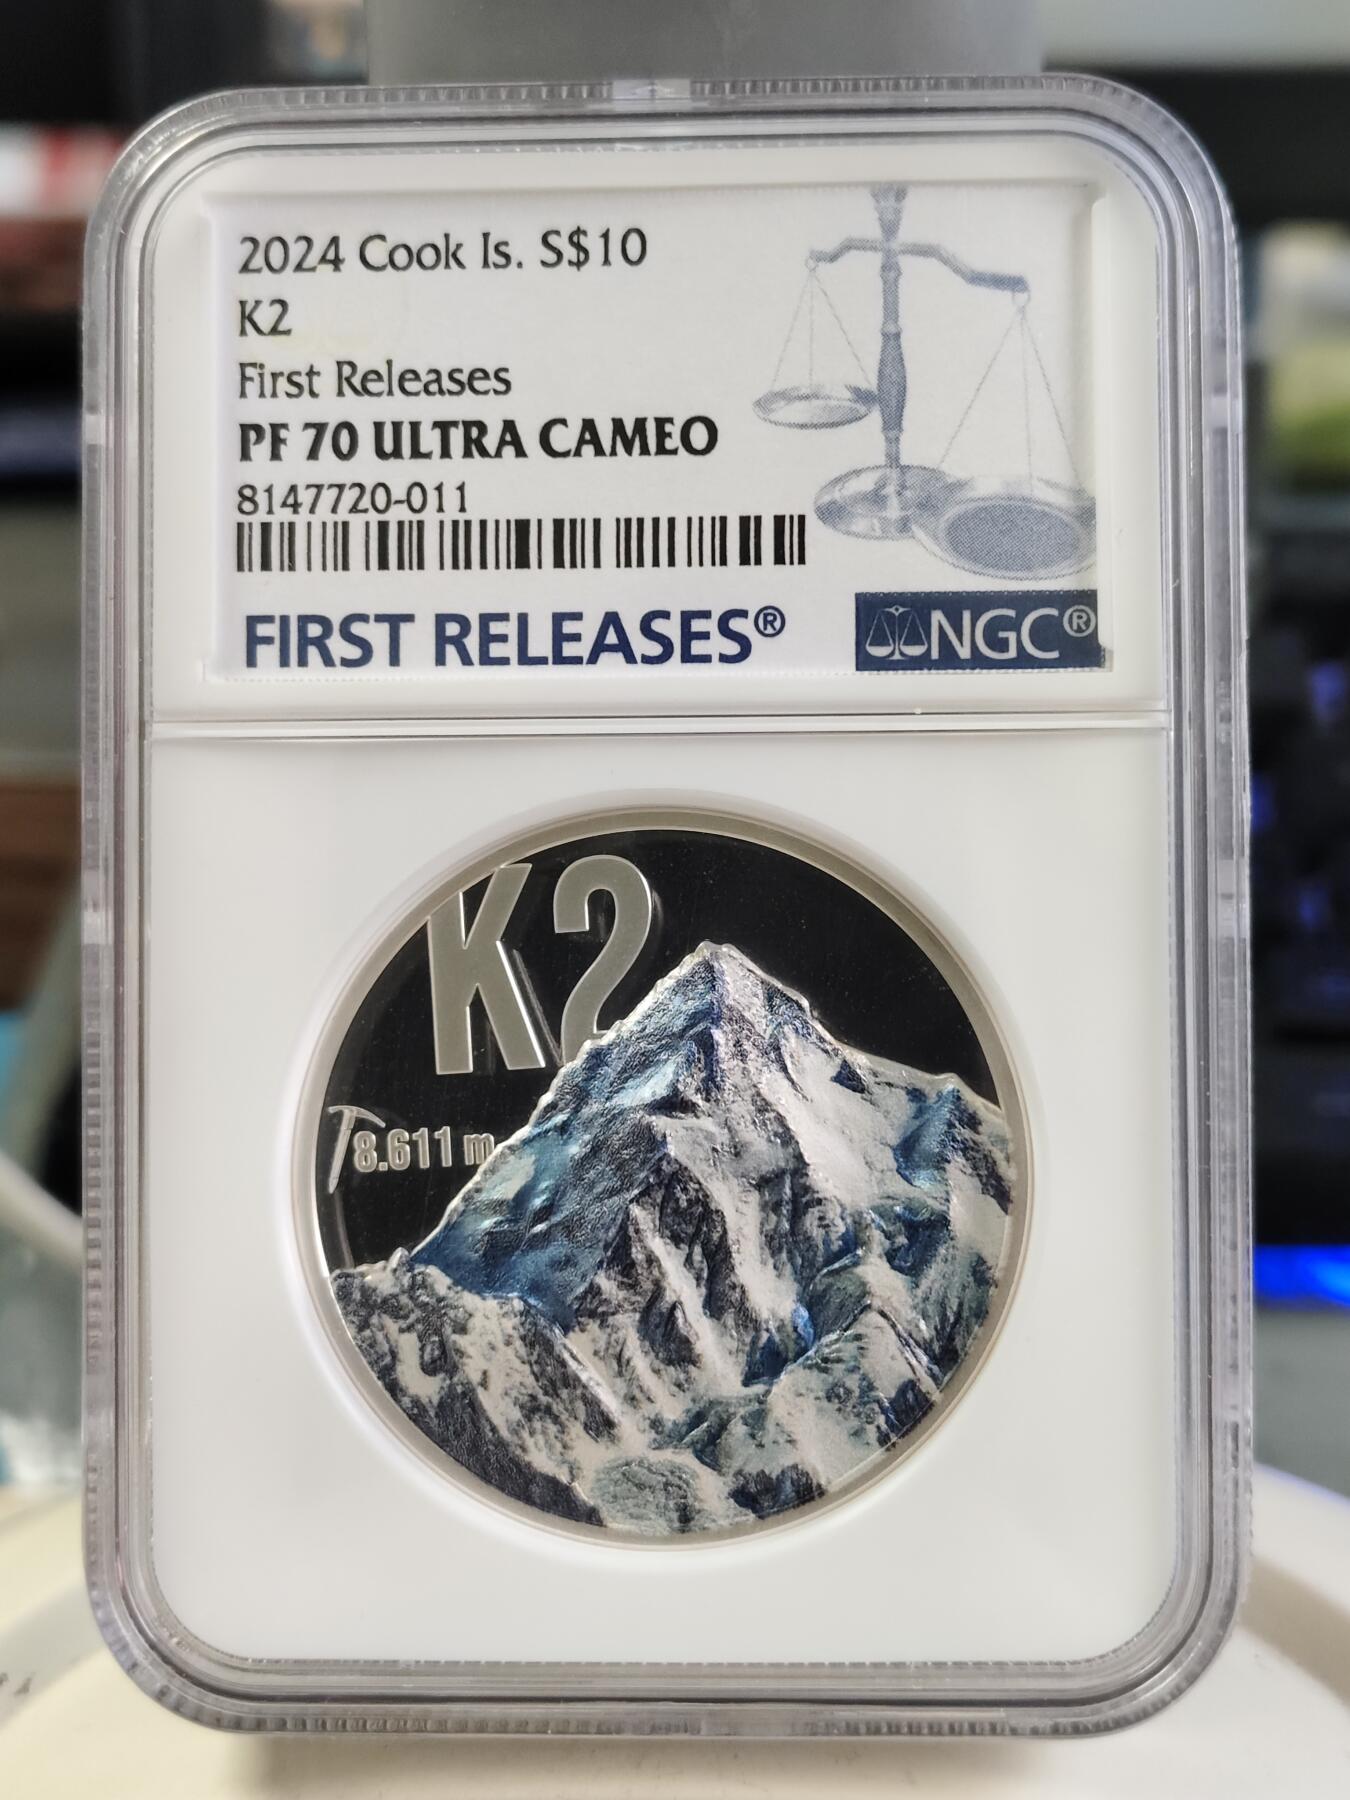 2024 Cook Is. S$10
K2
First Releases
PF 70 ULTRA CAMEO
8147720-011
FIRST RELEASES®
NGC®
K2
8.611 m